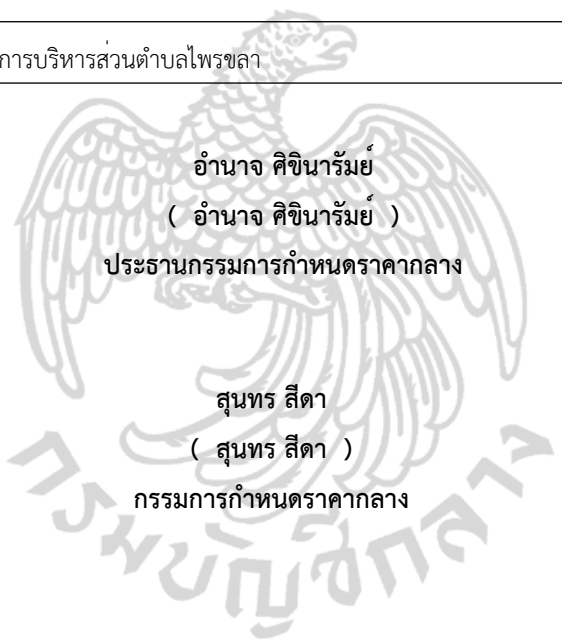 การบริหารส่วนตำบลไพรขลา
อำนาจ ศิขินารัมย์
( อำนาจ ศิขินารัมย์ )
ประธานกรรมการกำหนดราคากลาง
สุนทร สีดา
( สุนทร สีดา )
กรรมการกำหนดราคากลาง
กรมบัญชีกลาง